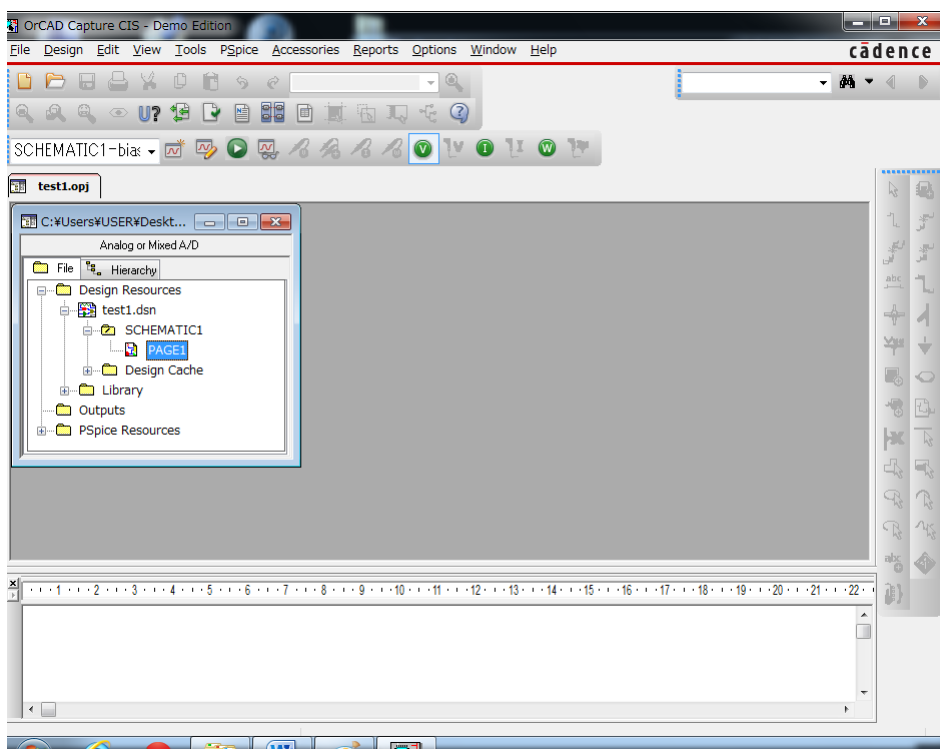 OrCAD Capture CIS - Demo Edition
File Design Edit View Tools PSpice Accessories Reports Options Window Help
cādence
U?
SCHEMATIC1-bias
V V I I W
test1.opj
C:¥Users¥USER¥Deskt...
Analog or Mixed A/D
File Hierarchy
Design Resources
test1.dsn
SCHEMATIC1
PAGE1
Design Cache
Library
Outputs
PSpice Resources
abc
abc
1 2 3 4 5 6 7 8 9 10 11 12 13 14 15 16 17 18 19 20 21 22